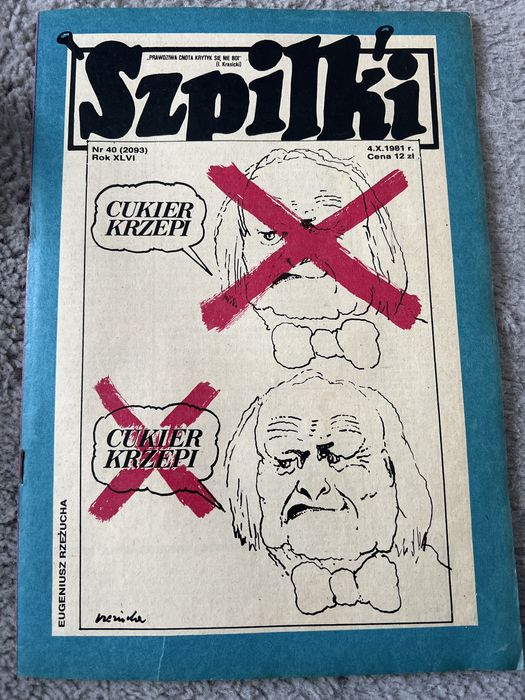 „PRAWDZIWA CNOTA KRYTYK SIĘ NIE BOI"
(I. Krasicki)
Szpilki
Nr 40 (2093)
Rok XLVI
4.X.1981 r.
Cena 12 zł
CUKIER
KRZEPI
CUKIER
KRZEPI
EUGENIUSZ RZEŻUCHA